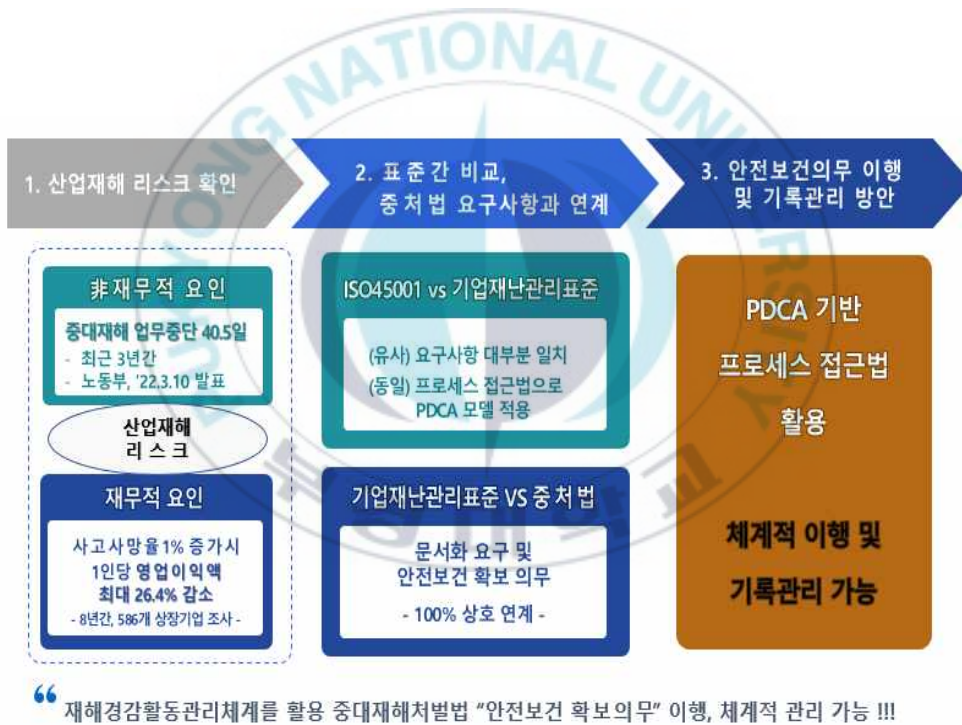 PUKYONG NATIONAL UNIVERSITY
부경대학교
1. 산업재해 리스크 확인
2. 표준간 비교,
중처법 요구사항과 연계
3. 안전보건의무 이행
및 기록관리 방안
非재무적 요인
중대재해 업무중단 40.5일
- 최근 3년간
- 노동부, '22.3.10 발표
산업재해
리스크
재무적 요인
사고사망율 1% 증가시
1인당 영업이익액
최대 26.4% 감소
- 8년간, 586개 상장기업 조사 -
ISO45001 vs 기업재난관리표준
(유사) 요구사항 대부분 일치
(동일) 프로세스 접근법으로
PDCA 모델 적용
기업재난관리표준 VS 중처법
문서화 요구 및
안전보건 확보 의무
- 100% 상호 연계 -
PDCA 기반
프로세스 접근법
활용
체계적 이행 및
기록관리 가능
“ 재해경감활동관리체계를 활용 중대재해처벌법 “안전보건 확보의무” 이행, 체계적 관리 가능 !!!